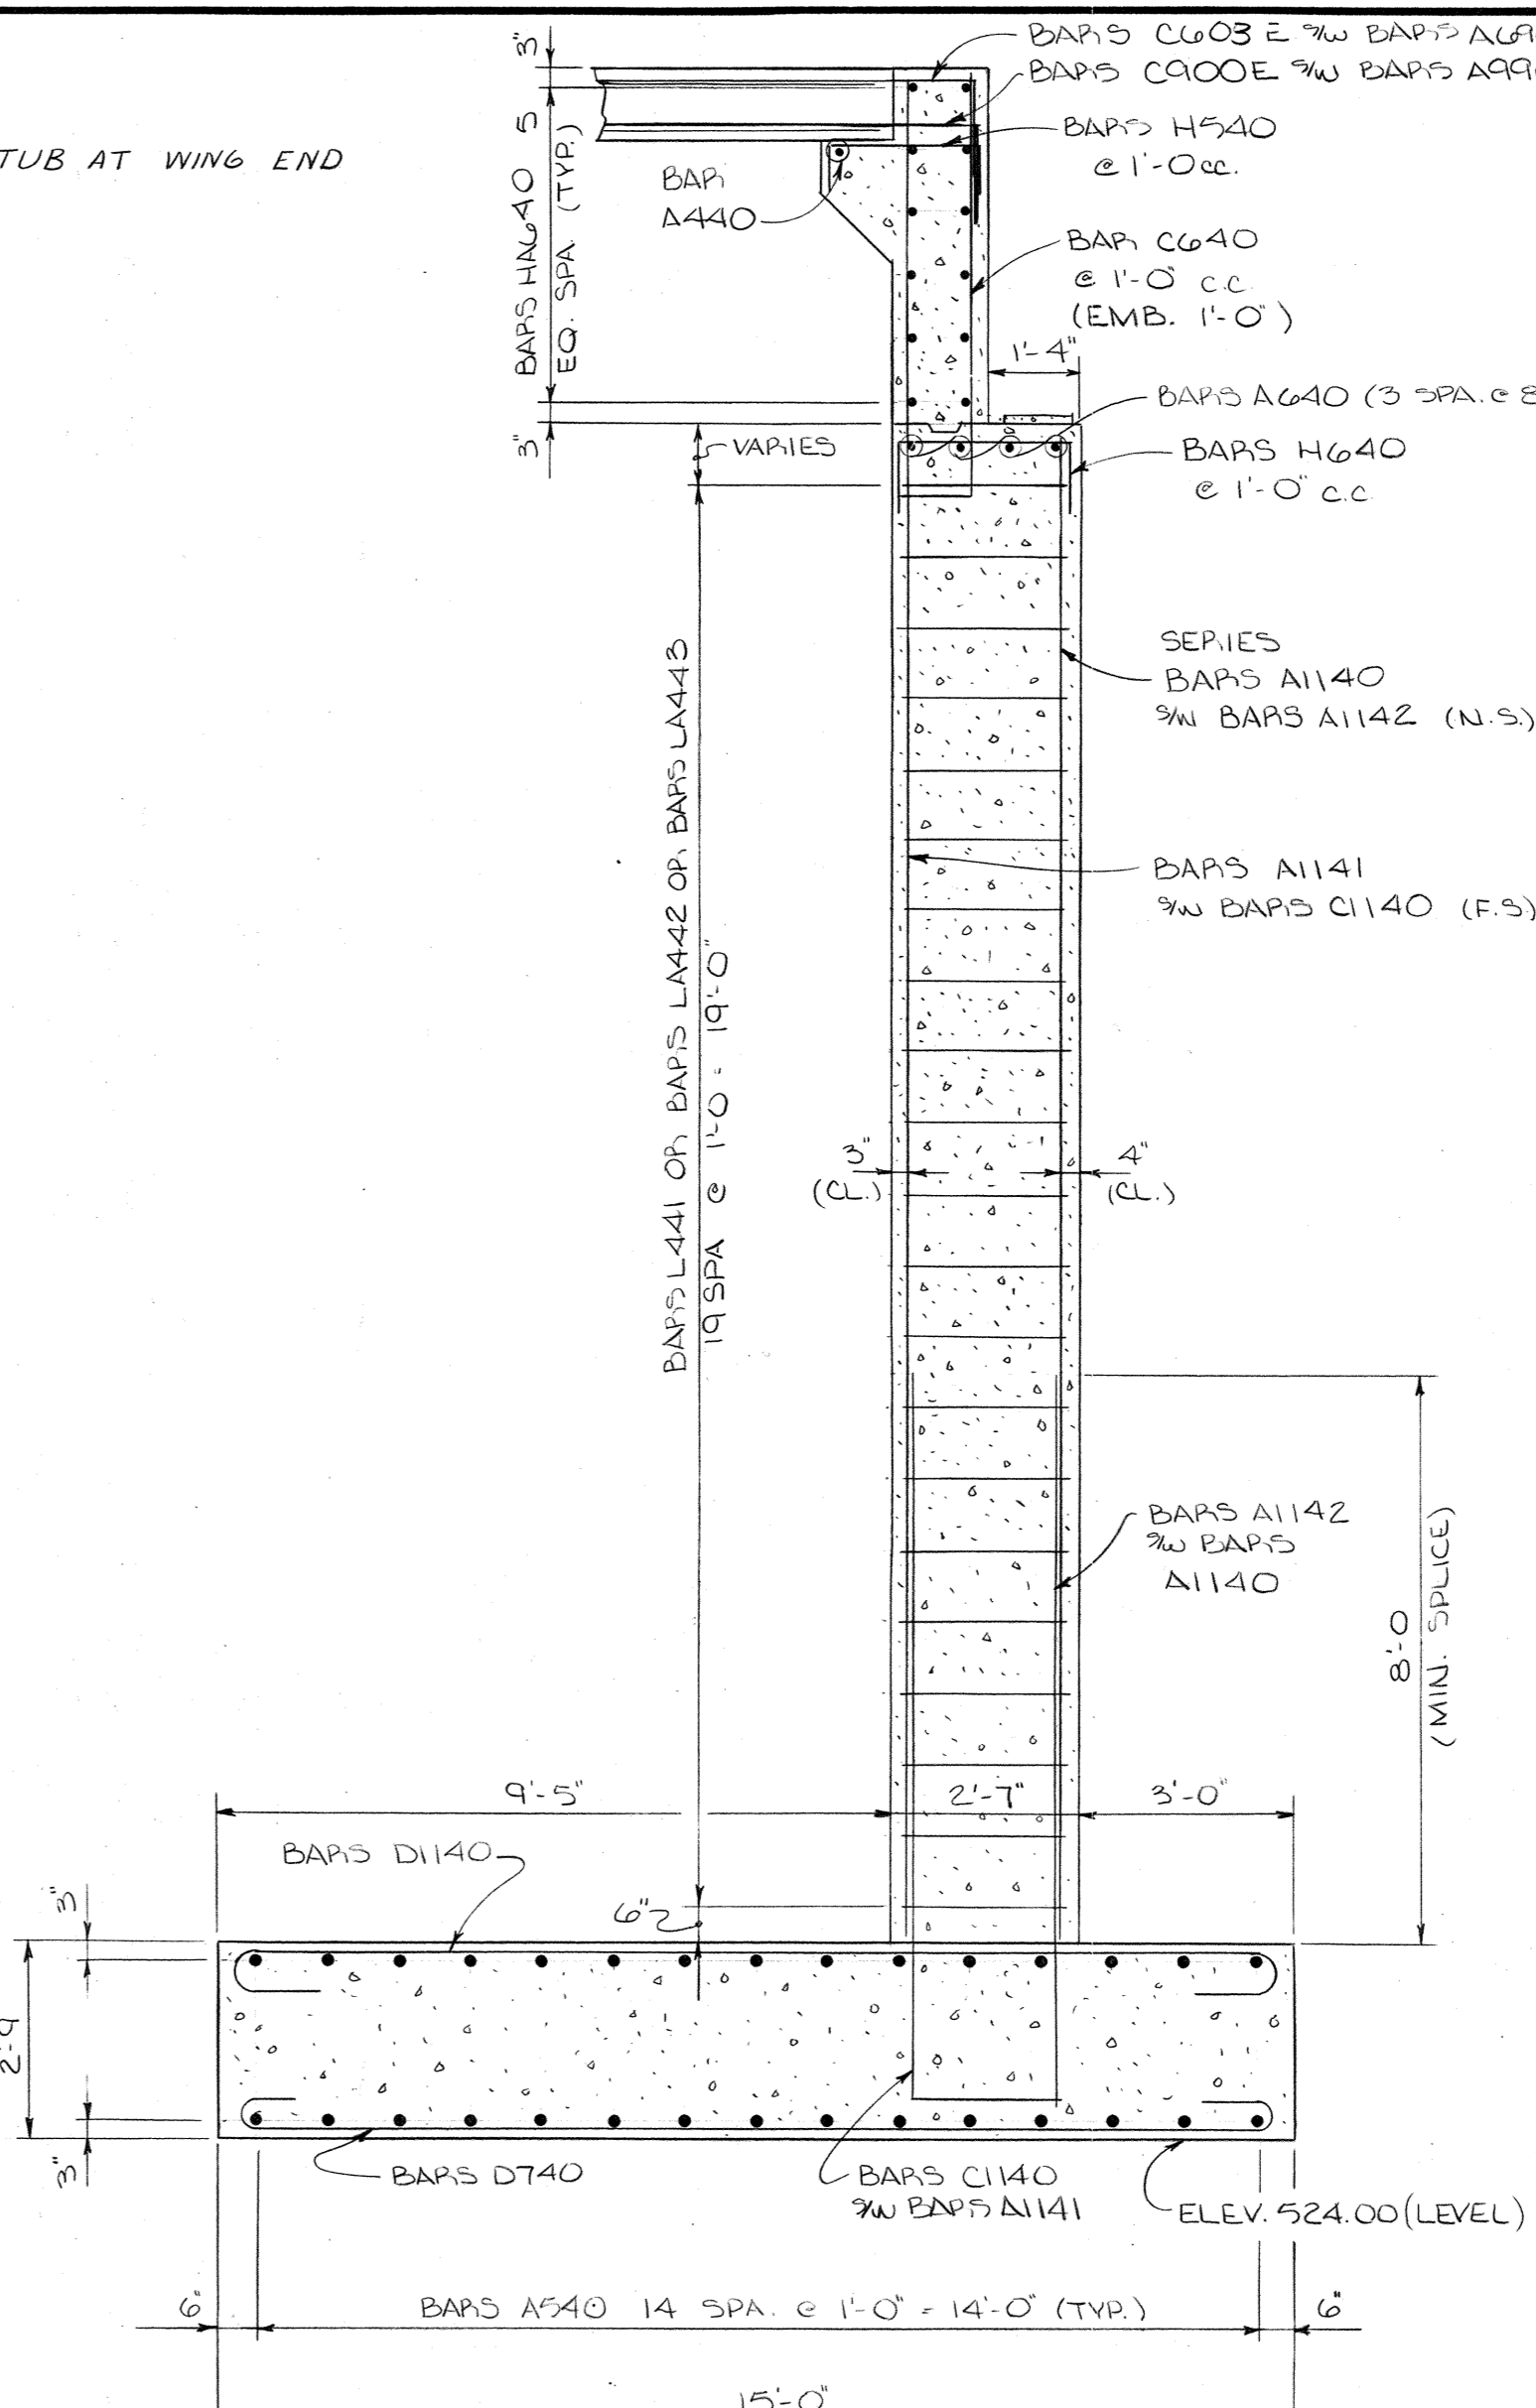 BARS C603 E S/W BARS A69
BARS C900E S/W BARS A99
3"
TUB AT WING END
BARS H540
@ 1'-0 cc.
BAR
A440
BARS HA640 5
EQ. SPA. (TYP.)
BAR C640
@ 1'-0" c.c.
(EMB. 1'-0")
1'-4"
BARS A640 (3 SPA. @ 8
3"
VARIES
BARS H640
@ 1'-0" c.c.
SERIES
BARS A1140
S/W BARS A1142 (N.S.)
BARS A1141
S/W BARS C1140 (F.S.)
BARS L441 OR BARS LA442 OR BARS LA443
19 SPA @ 1'-0 = 19'-0"
3"
(CL.)
4"
(CL.)
BARS A1142
S/W BARS
A1140
8'-0
(MIN. SPLICE)
9'-5"
2'-7"
3'-0"
BARS D1140
6"
3"
2'-9
3"
BARS D740
BARS C1140
S/W BARS A1141
ELEV. 524.00 (LEVEL)
6"
BARS A540 14 SPA. @ 1'-0" = 14'-0" (TYP.)
6"
15'-0"